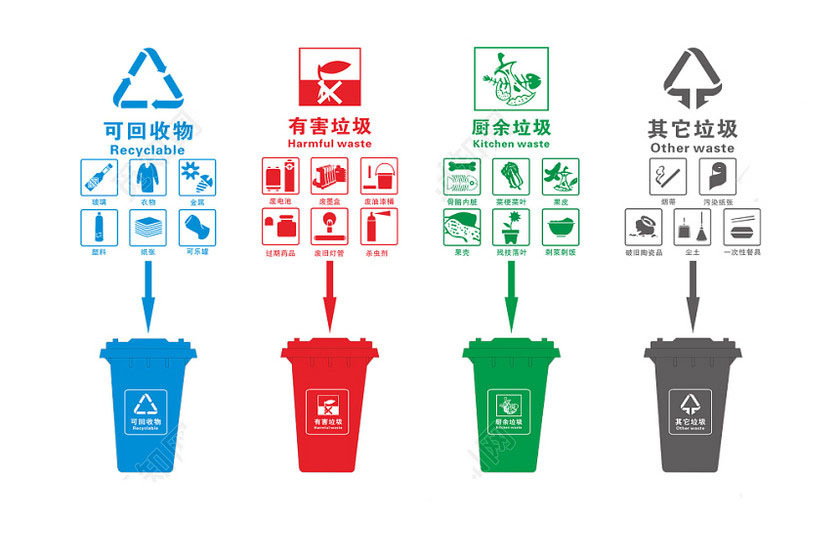 可回收物
Recyclable
玻璃
衣物
金属
塑料
纸张
可乐罐
可回收物
Recyclable
有害垃圾
Harmful waste
废电池
废墨盒
废油漆桶
过期药品
废旧灯管
杀虫剂
有害垃圾
Harmful waste
厨余垃圾
Kitchen waste
骨骼内脏
菜梗菜叶
果皮
果壳
残枝落叶
剩菜剩饭
厨余垃圾
Kitchen waste
其它垃圾
Other waste
烟蒂
污染纸张
破旧陶瓷品
尘土
一次性餐具
其它垃圾
Other waste